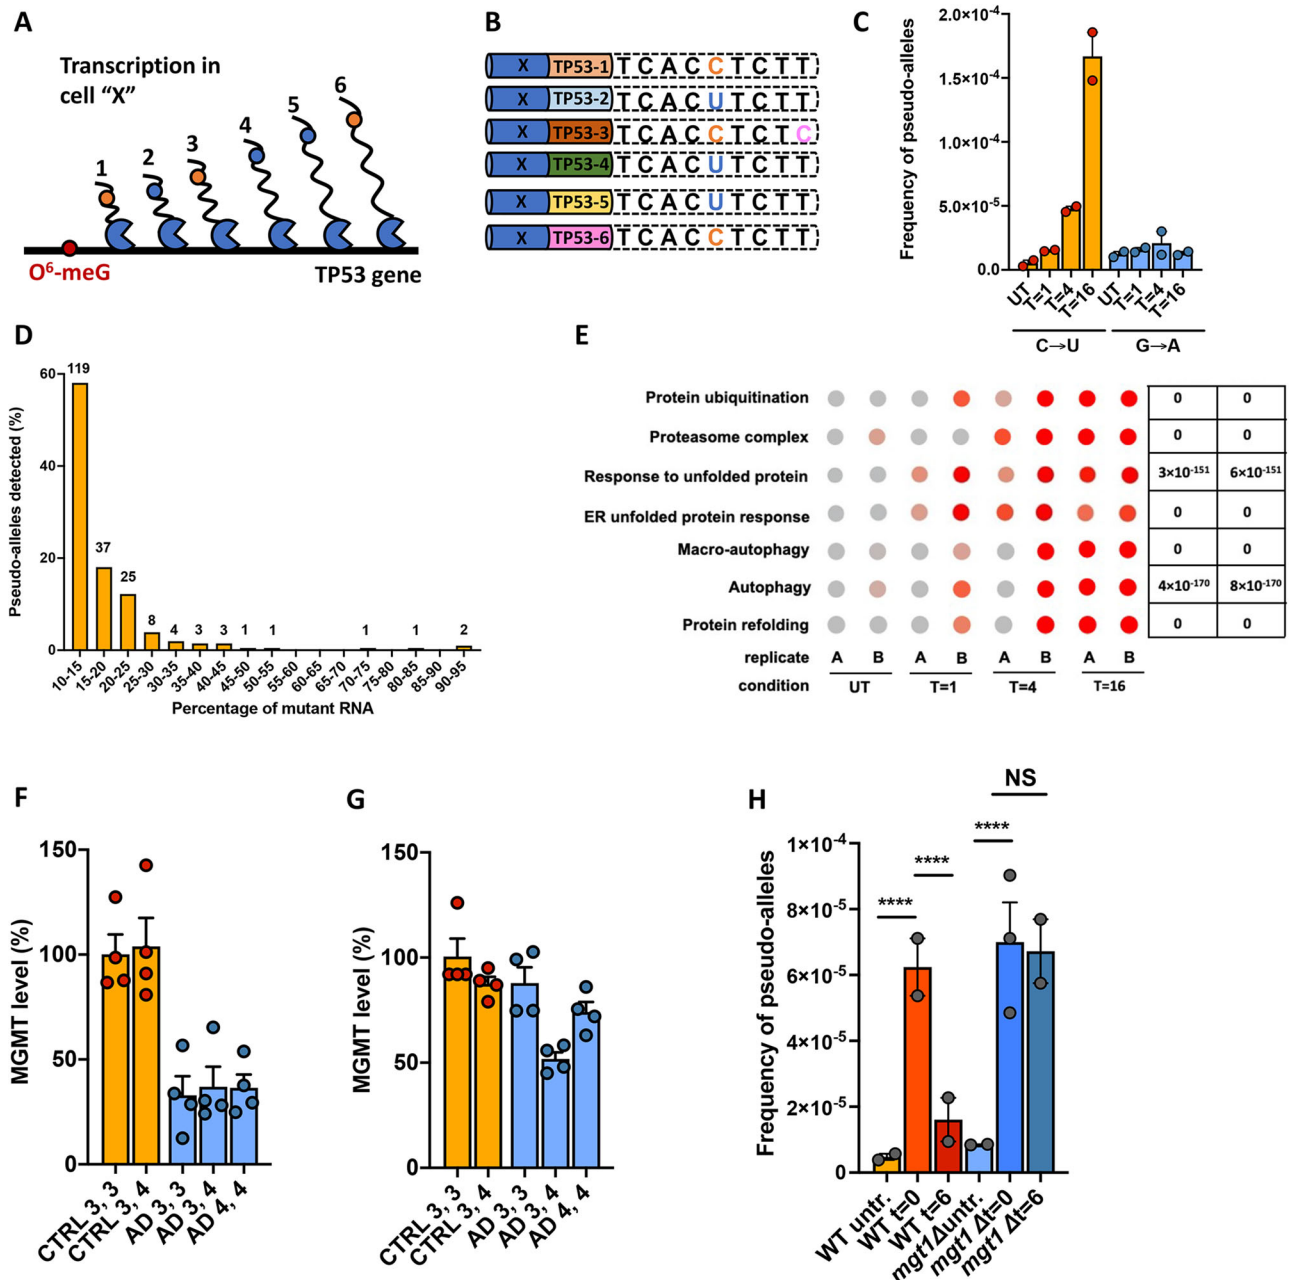 A
Transcription in
cell “X”
1
2
3
4
5
6
O⁶-meG
TP53 gene
B
X TP53-1 T C A C C T C T T
X TP53-2 T C A C U T C T T
X TP53-3 T C A C C T C T C
X TP53-4 T C A C U T C T T
X TP53-5 T C A C U T C T T
X TP53-6 T C A C C T C T T
C
Frequency of pseudo-alleles
2.0×10⁻⁴
1.5×10⁻⁴
1.0×10⁻⁴
5.0×10⁻⁵
0.0
UT T=1 T=4 T=16 UT T=1 T=4 T=16
C→U G→A
D
Pseudo-alleles detected (%)
60
40
20
0
119 37 25 8 4 3 3 1 1 1 1 2
10-15 15-20 20-25 25-30 30-35 35-40 40-45 45-50 50-55 55-60 60-65 65-70 70-75 75-80 80-85 85-90 90-95
Percentage of mutant RNA
E
Protein ubiquitination 0 0
Proteasome complex 0 0
Response to unfolded protein 3×10⁻¹⁵¹ 6×10⁻¹⁵¹
ER unfolded protein response 0 0
Macro-autophagy 0 0
Autophagy 4×10⁻¹⁷⁰ 8×10⁻¹⁷⁰
Protein refolding 0 0
replicate A B A B A B A B
condition UT T=1 T=4 T=16
F
MGMT level (%)
150
100
50
0
CTRL 3, 3 CTRL 3, 4 AD 3, 3 AD 3, 4 AD 4, 4
G
MGMT level (%)
150
100
50
0
CTRL 3, 3 CTRL 3, 4 AD 3, 3 AD 3, 4 AD 4, 4
H
NS
**** **** ****
Frequency of pseudo-alleles
1×10⁻⁴
8×10⁻⁵
6×10⁻⁵
4×10⁻⁵
2×10⁻⁵
0
WT untr. WT t=0 WT t=6 mgt1Δuntr. mgt1 Δt=0 mgt1 Δt=6